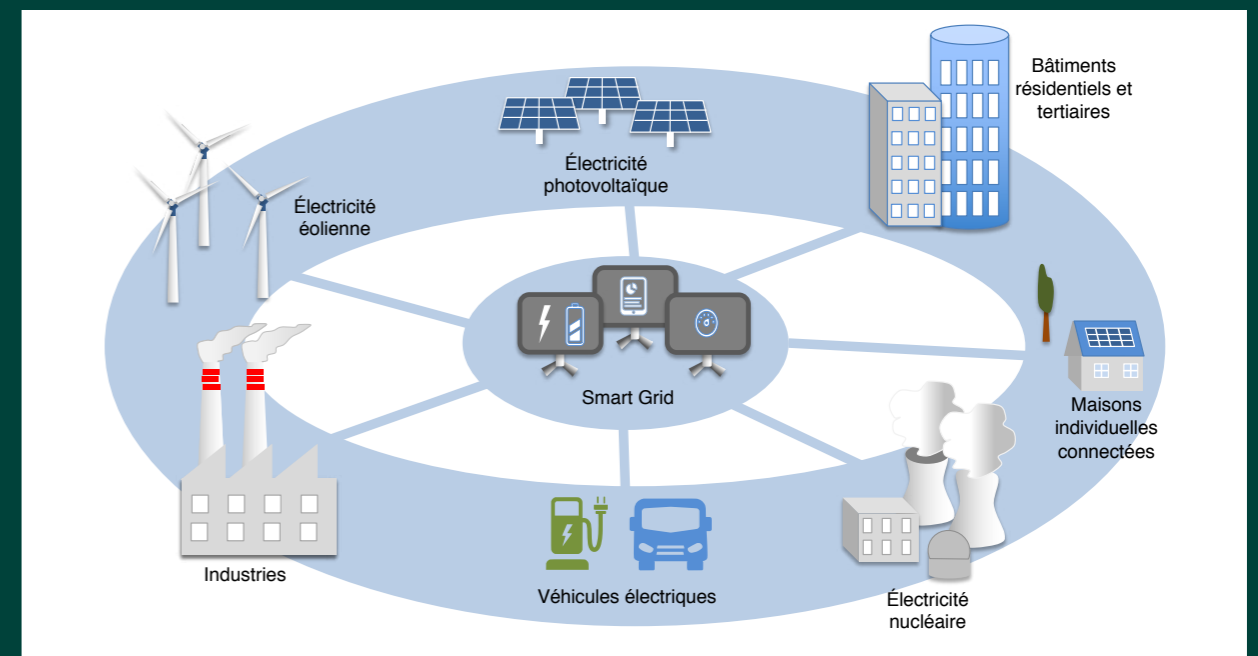 Bâtiments
résidentiels et
tertiaires
Électricité
photovoltaïque
Électricité
éolienne
Smart Grid
Maisons
individuelles
connectées
Industries
Véhicules électriques
Électricité
nucléaire